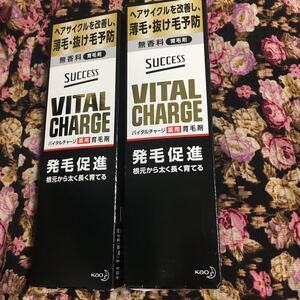 ヘアサイクルを改善し、
薄毛・抜け毛予防
無香料 育毛剤
SUCCESS
VITAL
CHARGE
バイタルチャージ 薬用 育毛剤
発毛促進
根元から太く長く育てる
Kao
ヘアサイクルを改善し、
薄毛・抜け毛予防
無香料 育毛剤
SUCCESS
VITAL
CHARGE
バイタルチャージ 薬用 育毛剤
発毛促進
根元から太く長く育てる
Kao